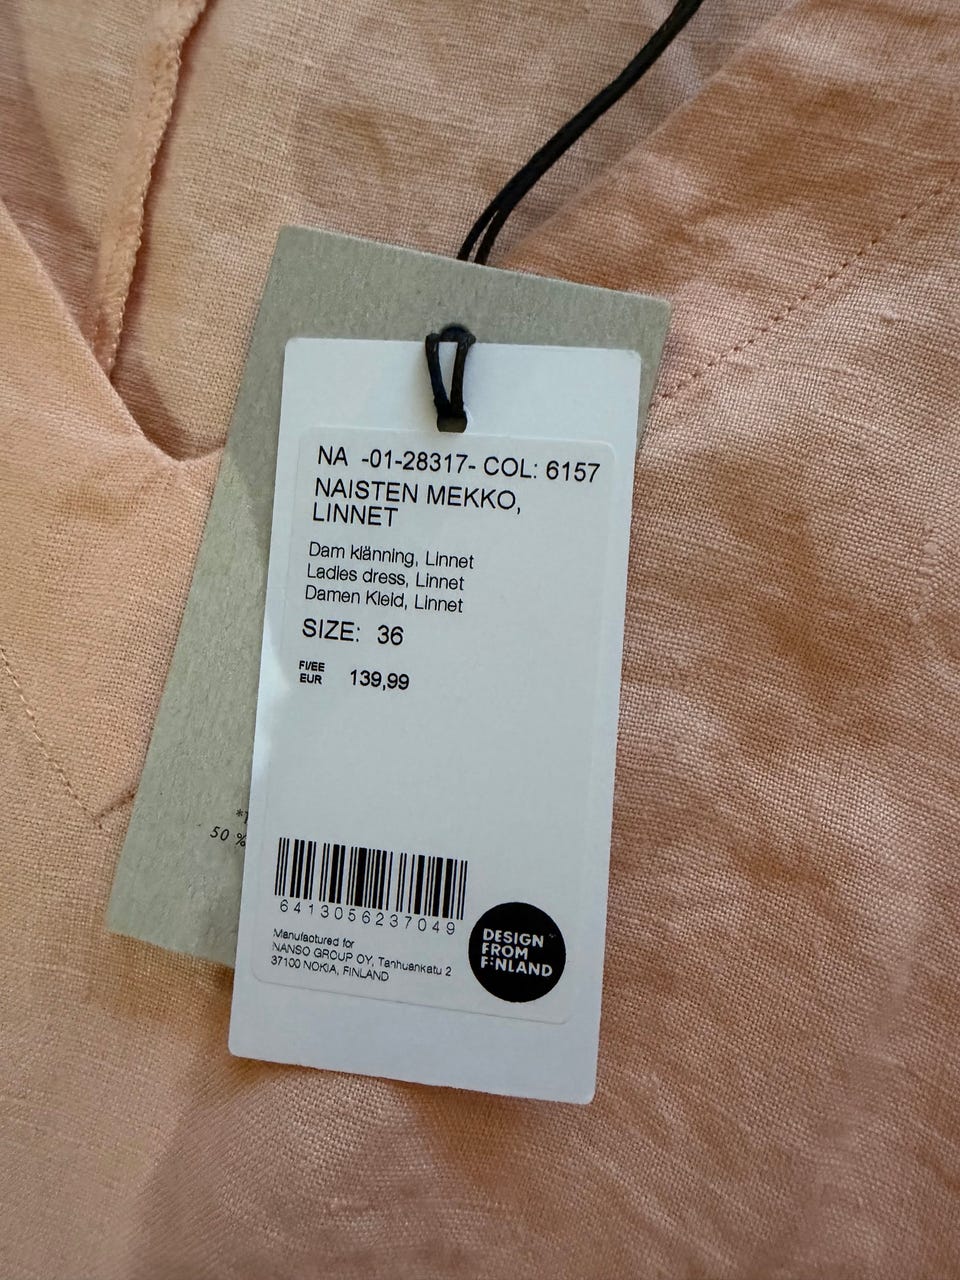 NA -01-28317- COL: 6157
NAISTEN MEKKO,
LINNET
Dam klänning, Linnet
Ladies dress, Linnet
Damen Kleid, Linnet
SIZE: 36
FI/EE
EUR 139,99
50 %
6413056237049
Manufactured for
NANSO GROUP OY, Tanhuankatu 2
37100 NOKIA, FINLAND
DESIGN
FROM
FINLAND